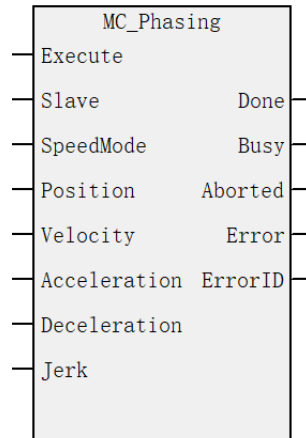 MC_Phasing
Execute
Slave Done
SpeedMode Busy
Position Aborted
Velocity Error
Acceleration ErrorID
Deceleration
Jerk